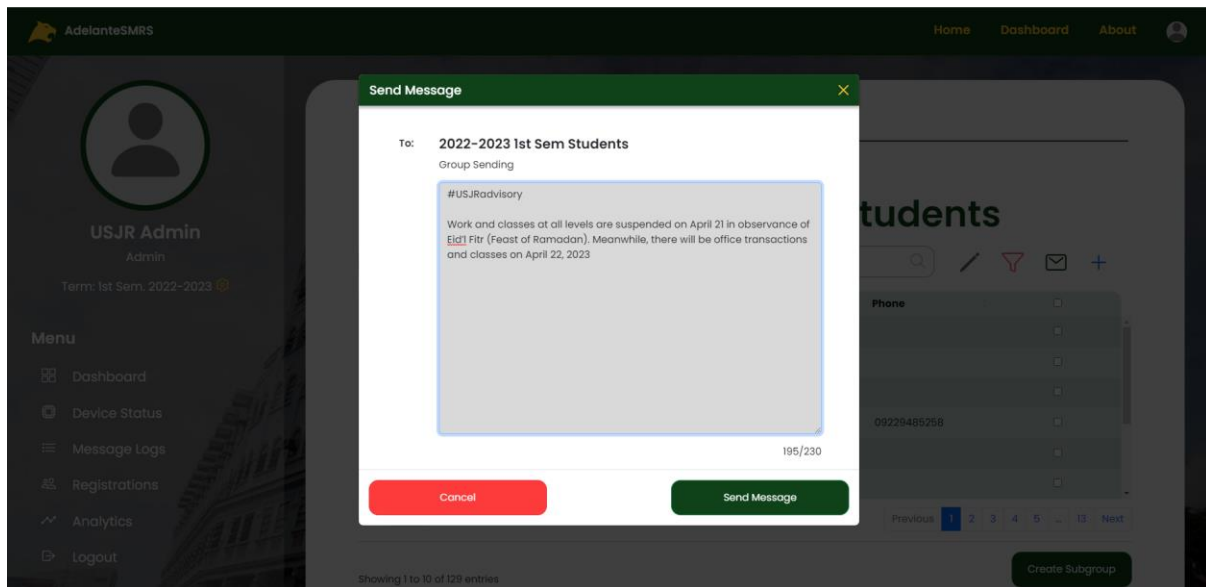 AdelanteSMRS
Home Dashboard About
Send Message
To: 2022-2023 1st Sem Students
Group Sending
#USJRadvisory
Work and classes at all levels are suspended on April 21 in observance of
Eid'l Fitr (Feast of Ramadan). Meanwhile, there will be office transactions
and classes on April 22, 2023
195/230
Cancel
Send Message
USJR Admin
Admin
Term: 1st Sem, 2022-2023
Menu
Dashboard
Device Status
Message Logs
Registrations
Analytics
Logout
tudents
Phone
09229485258
Previous 1 2 3 4 5 ... 13 Next
Showing 1 to 10 of 129 entries
Create Subgroup